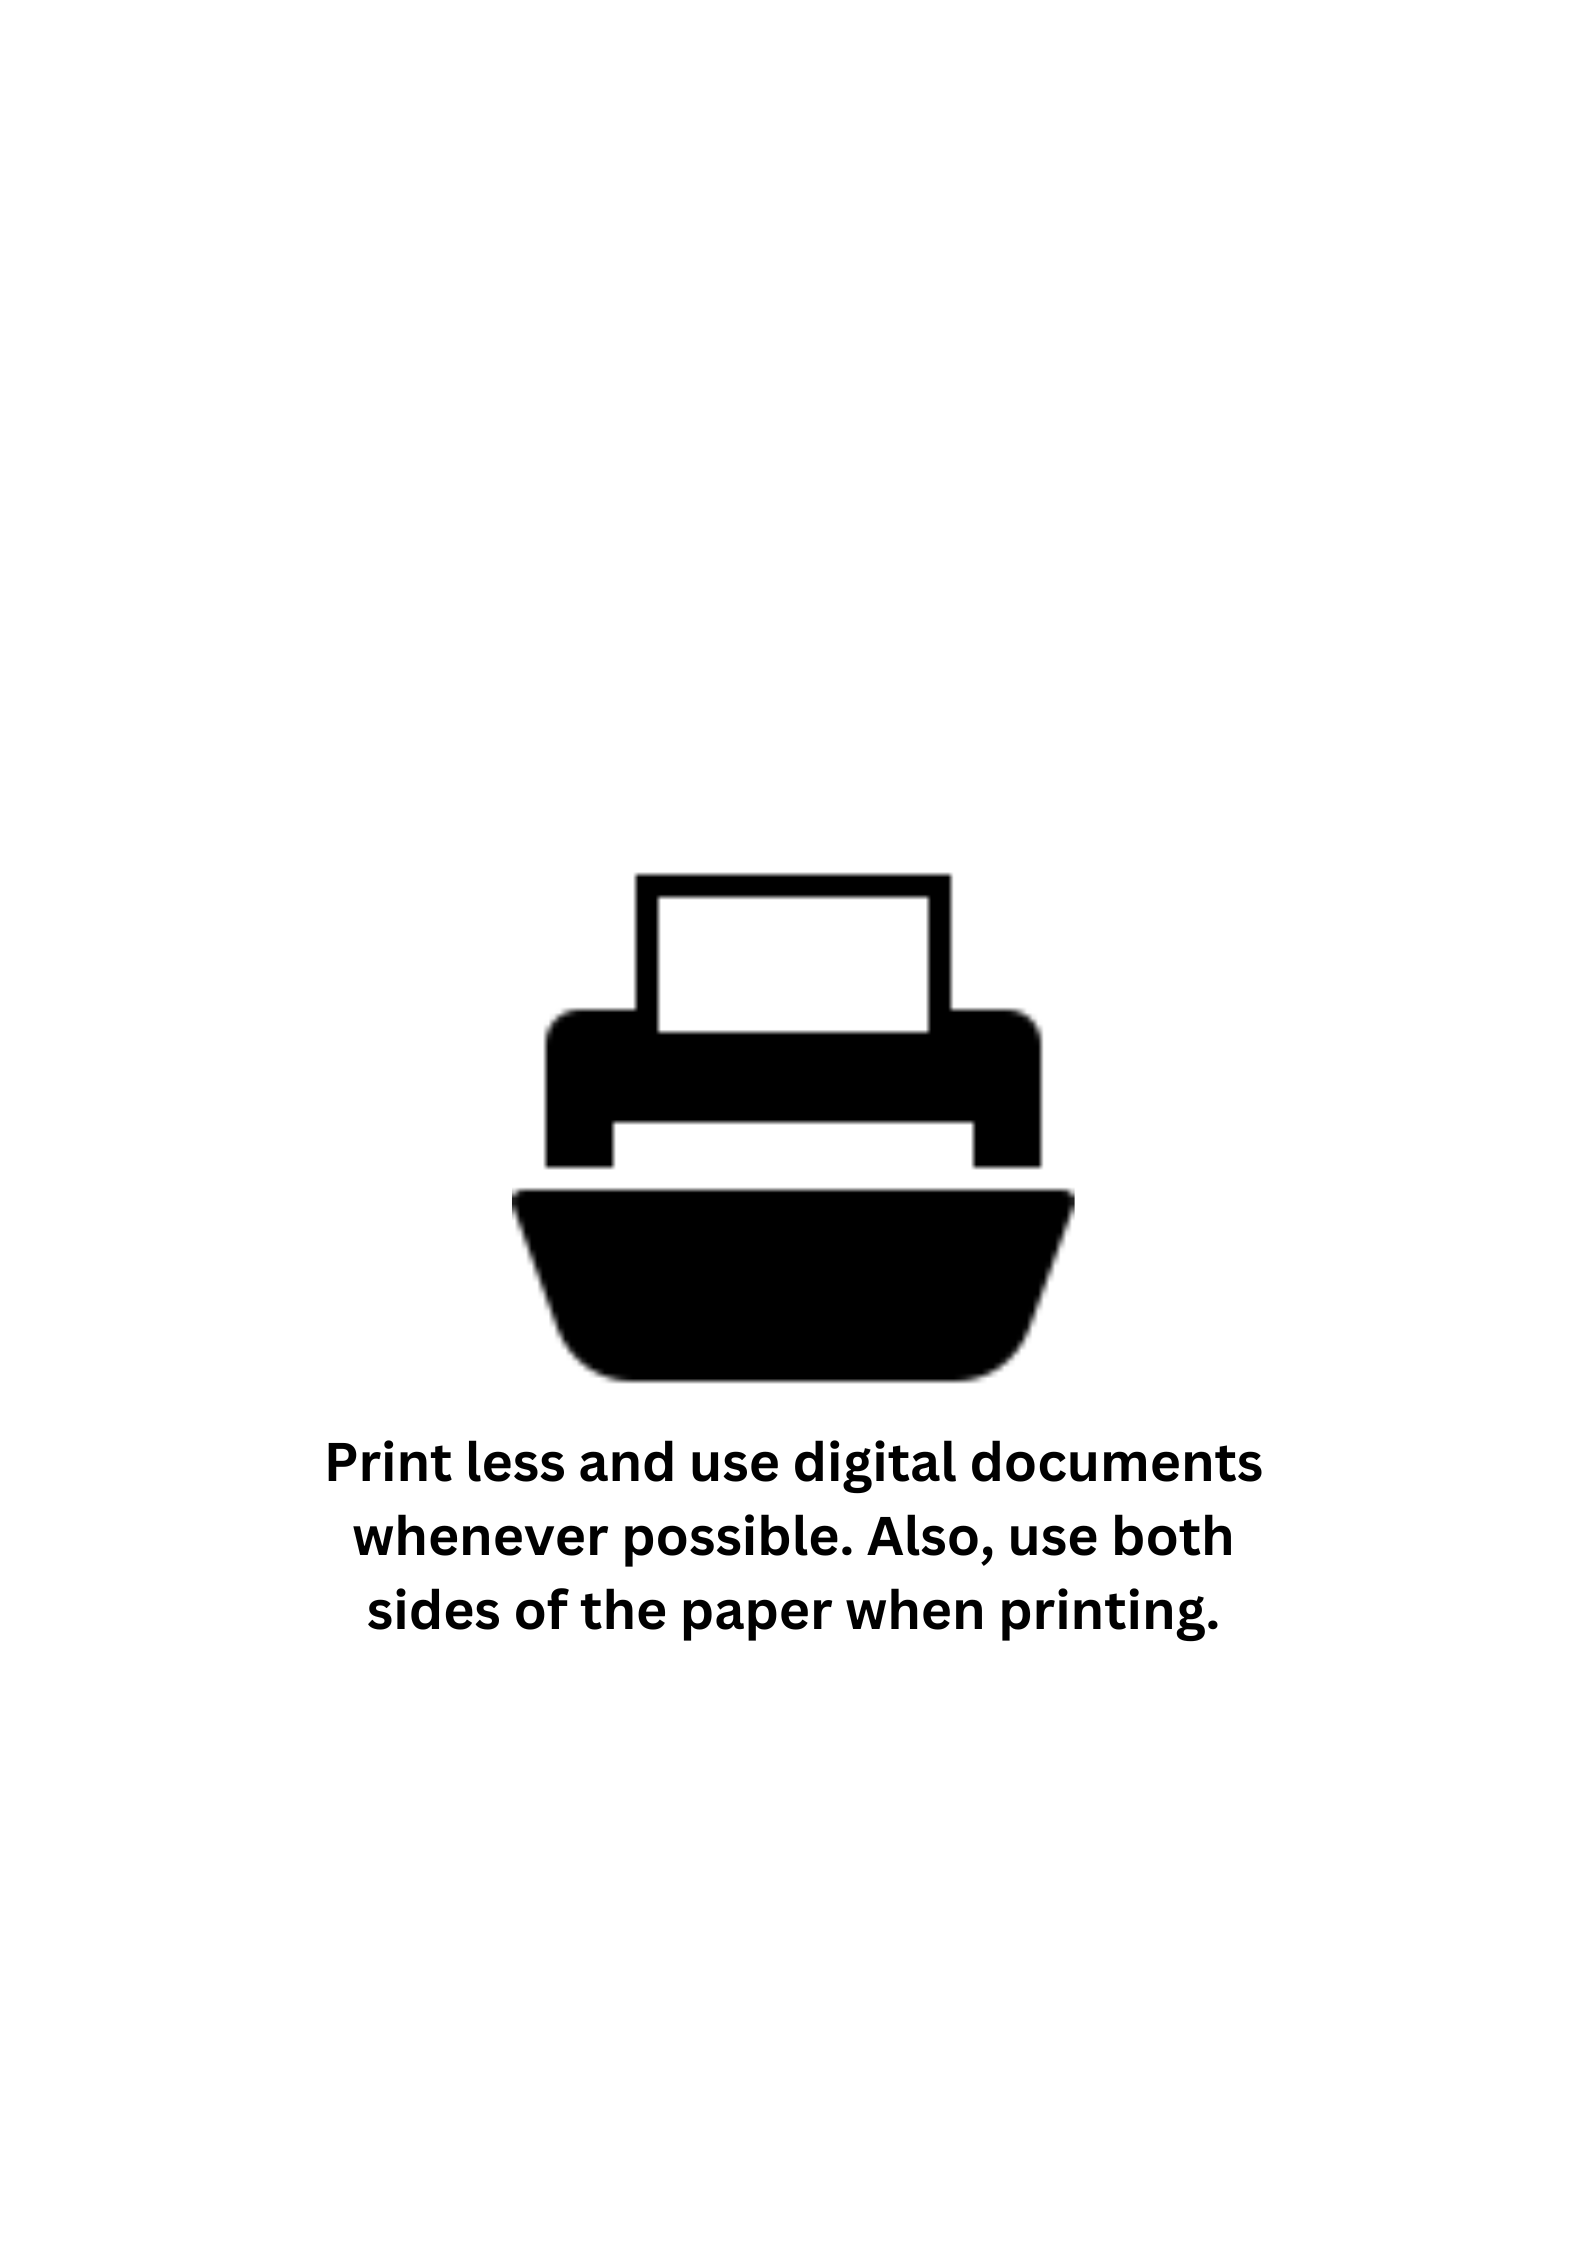 Print less and use digital documents
whenever possible. Also, use both
sides of the paper when printing.